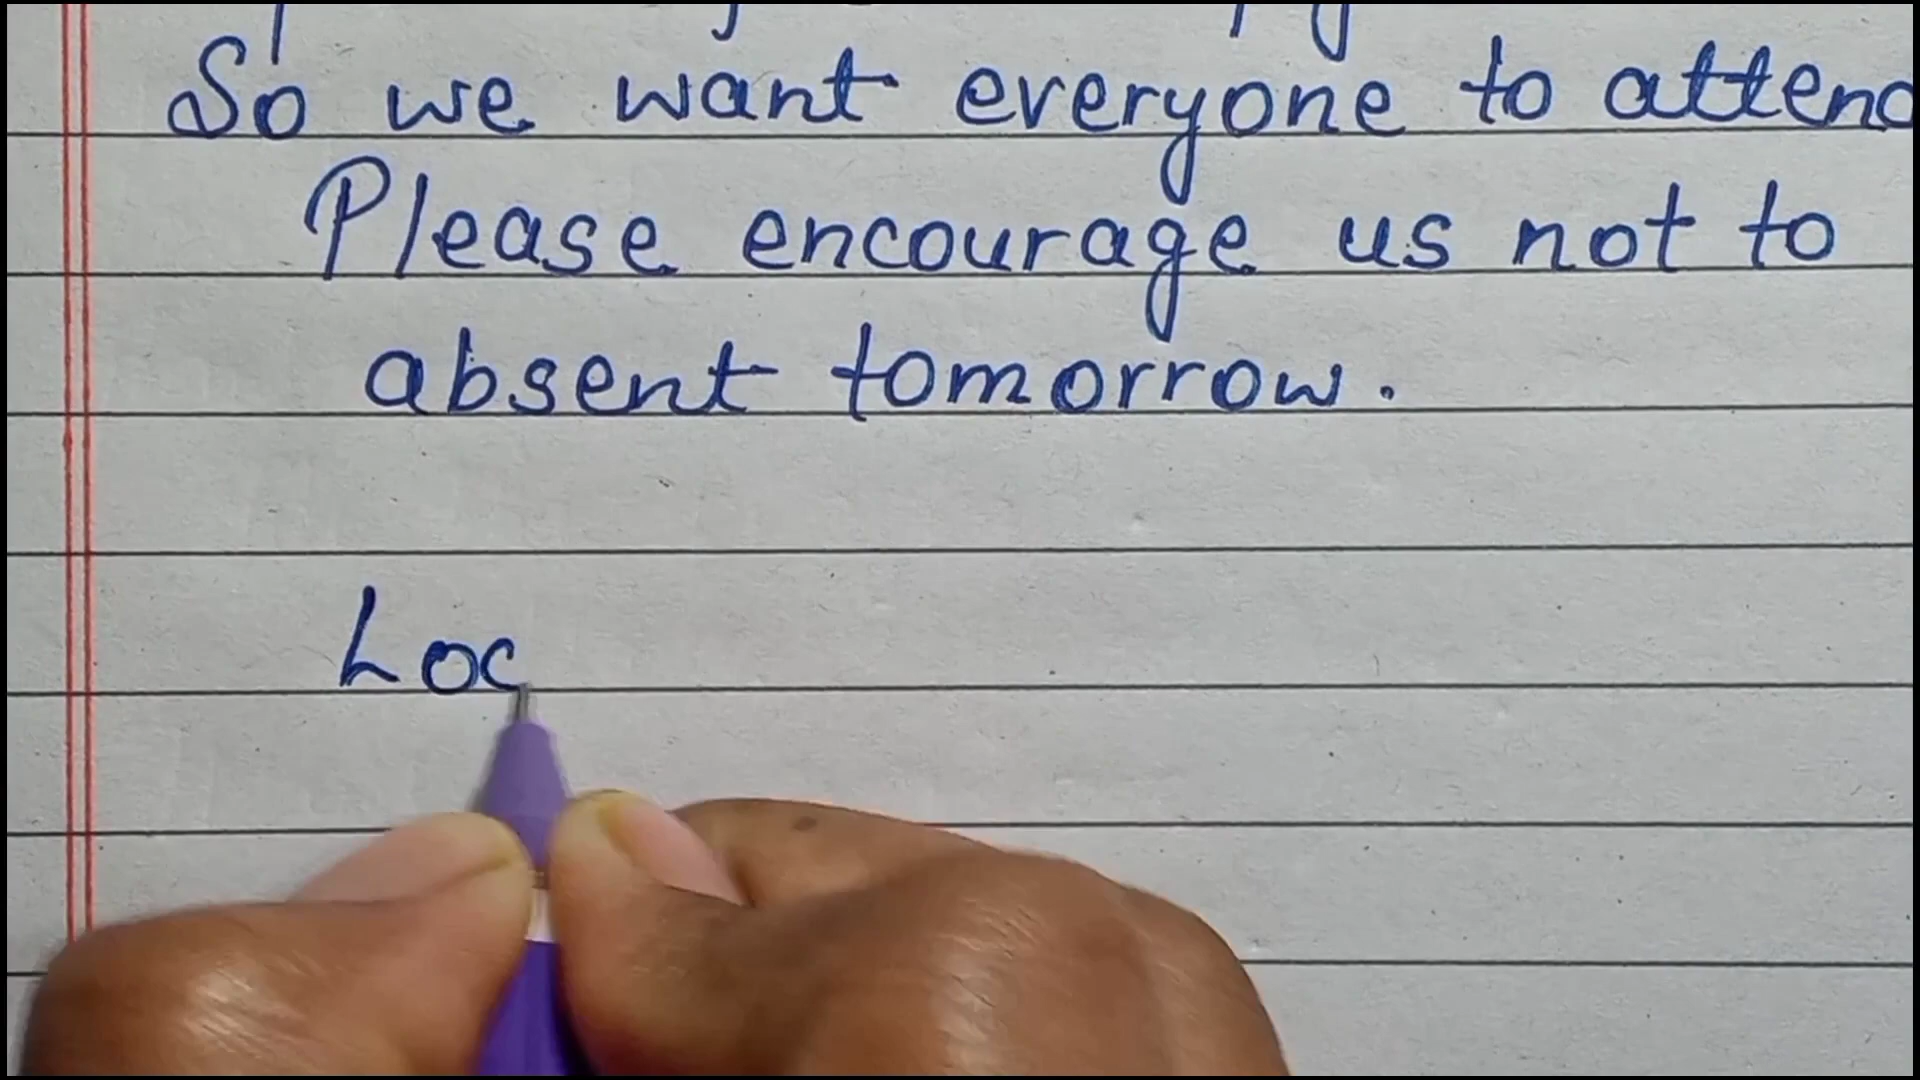 So we want everyone to attend
Please encourage us not to
absent tomorrow.
Loc